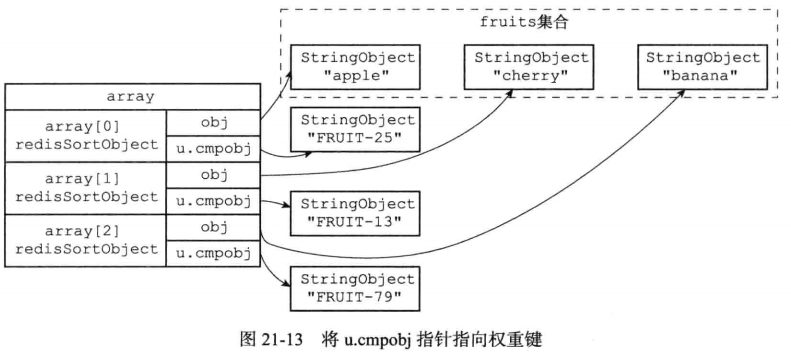 fruits集合
StringObject
"apple"
StringObject
"cherry"
StringObject
"banana"
array
array[0]
redisSortObject
obj
u.cmpobj
StringObject
"FRUIT-25"
array[1]
redisSortObject
obj
u.cmpobj
StringObject
"FRUIT-13"
array[2]
redisSortObject
obj
u.cmpobj
StringObject
"FRUIT-79"
图 21-13 将 u.cmpobj 指针指向权重键